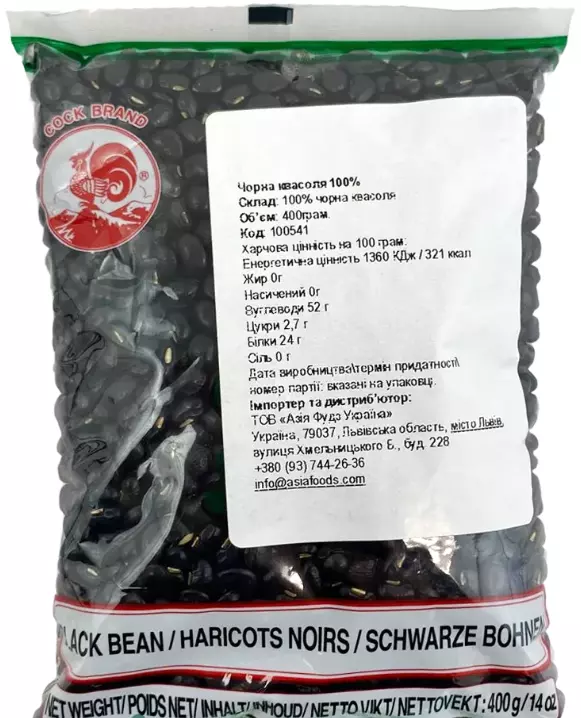 COCK BRAND
®
Чорна квасоля 100%
Склад: 100% чорна квасоля
Об'єм: 400грам.
Код: 100541
Харчова цінність на 100 грам.
Енергетична цінність 1360 КДж / 321 ккал
Жир 0г
Насичений 0г
Вуглеводи 52 г
Цукри 2,7 г
Білки 24 г
Сіль 0 г
Дата виробництва\термін придатності\
номер партії: вказані на упаковці.
Імпортер та дистриб'ютор:
ТОВ «Азія Фудз Україна»
Україна, 79037, Львівська область, місто Львів,
вулиця Хмельницького Б., буд. 228
+380 (93) 744-26-36
info@asiafoods.com
LACK BEAN / HARICOTS NOIRS / SCHWARZE BOHNEN
NET WEIGHT/ POIDS NET/ INHALT/ INHOUD/ NETTO VIKT/ NETTOVEKT: 400 g/14 oz